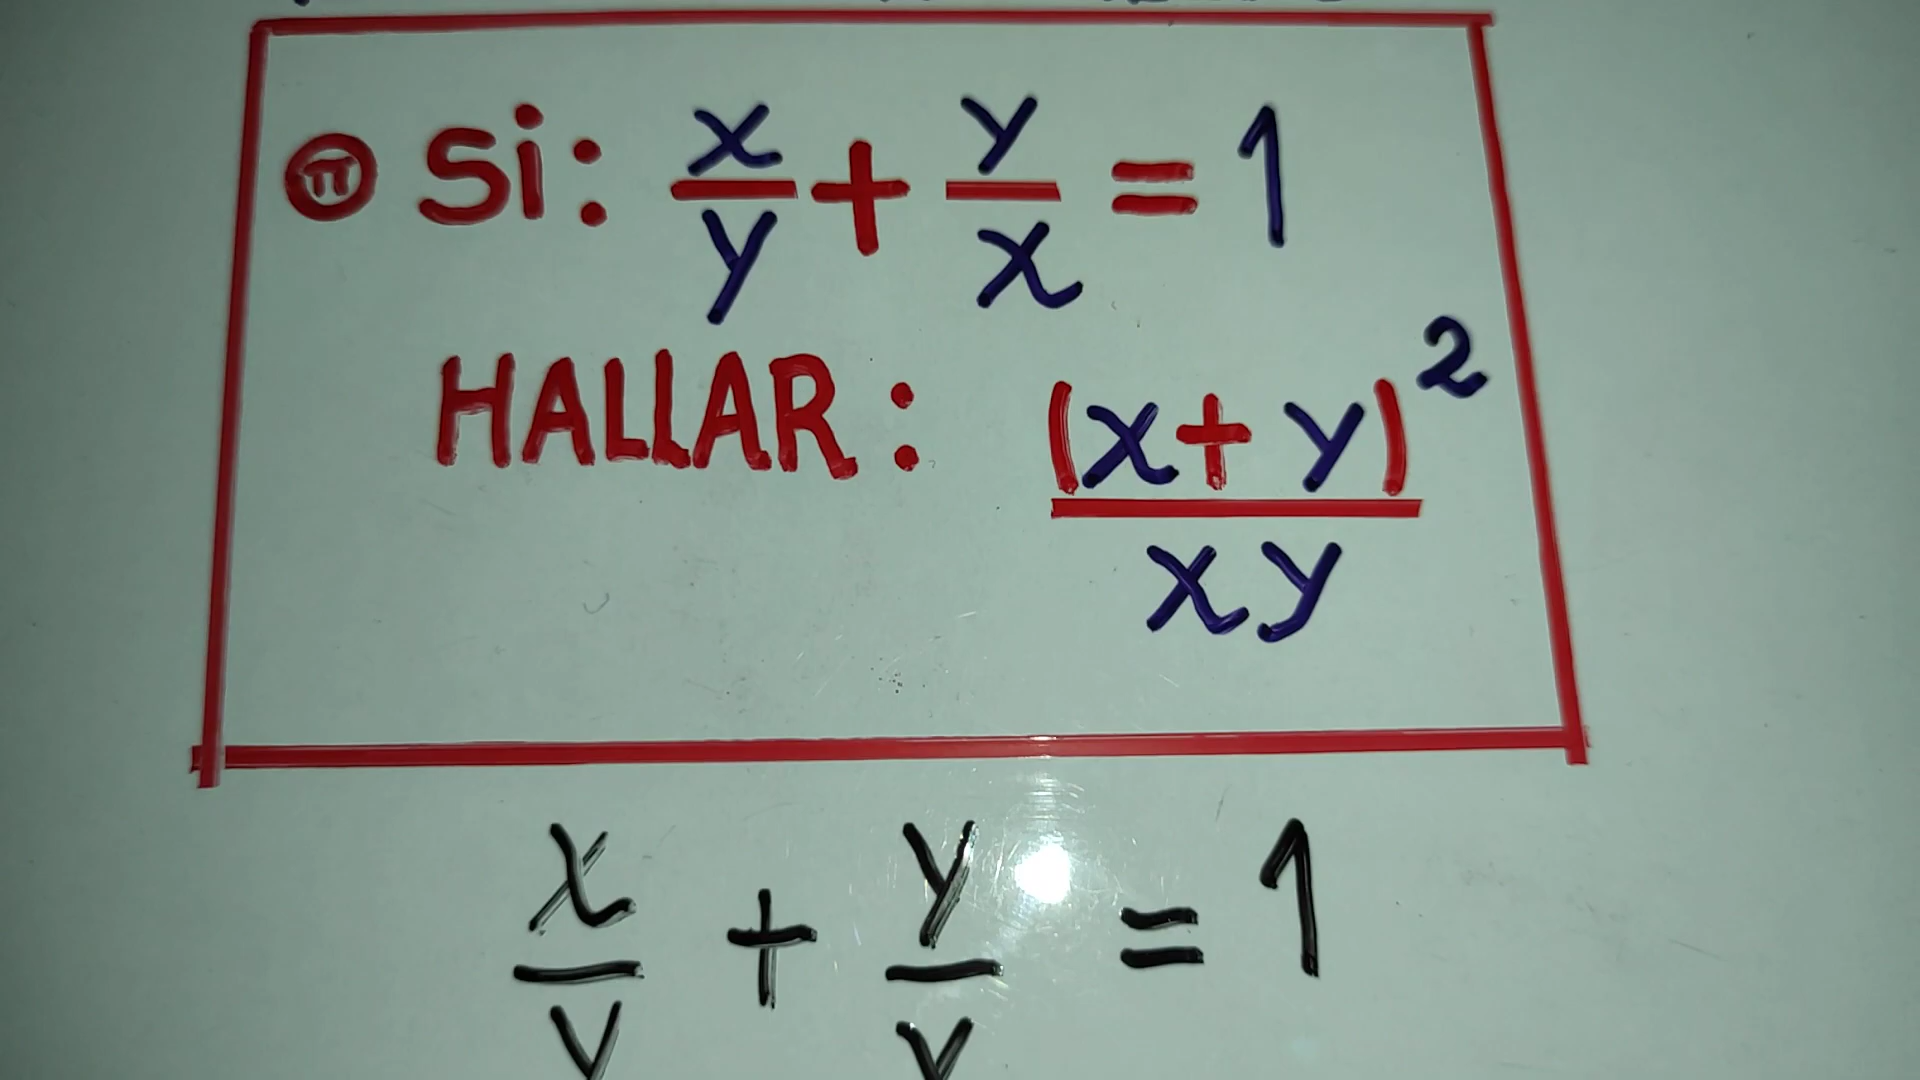 π Si: x/y + y/x = 1
HALLAR: (x+y)²/xy
x/y + y/y = 1